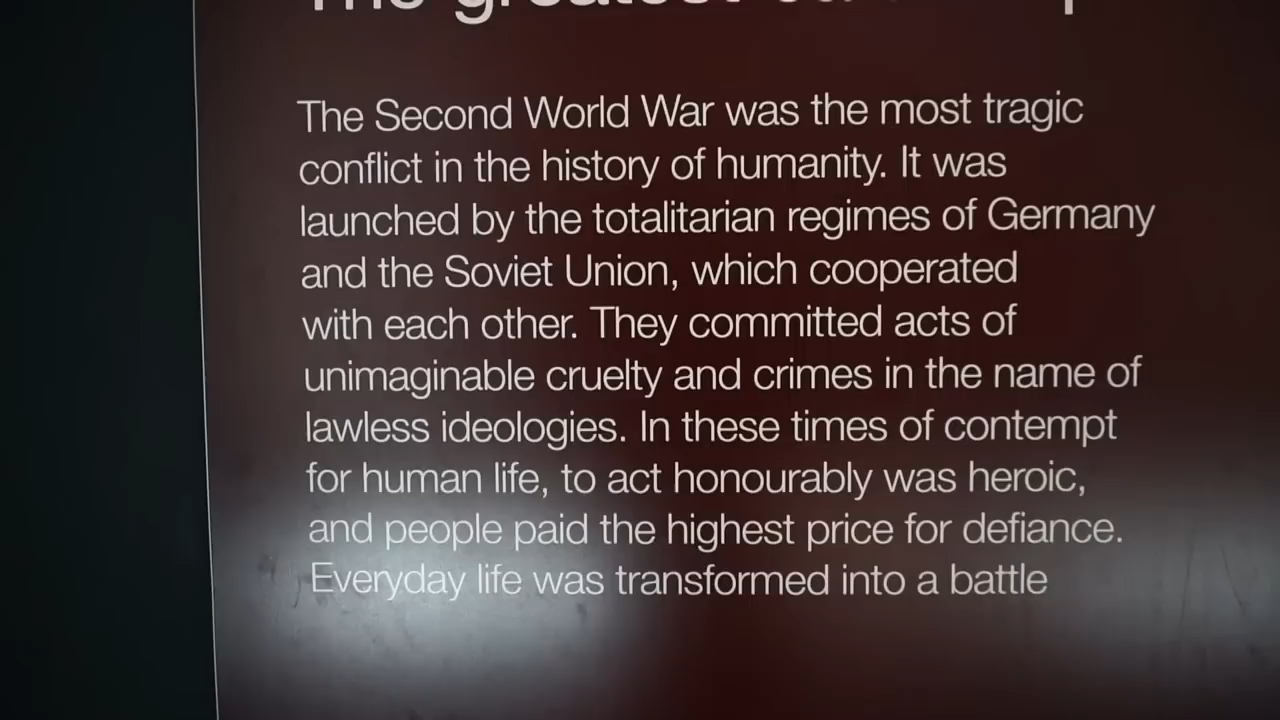 The greatest
The Second World War was the most tragic
conflict in the history of humanity. It was
launched by the totalitarian regimes of Germany
and the Soviet Union, which cooperated
with each other. They committed acts of
unimaginable cruelty and crimes in the name of
lawless ideologies. In these times of contempt
for human life, to act honourably was heroic,
and people paid the highest price for defiance.
Everyday life was transformed into a battle